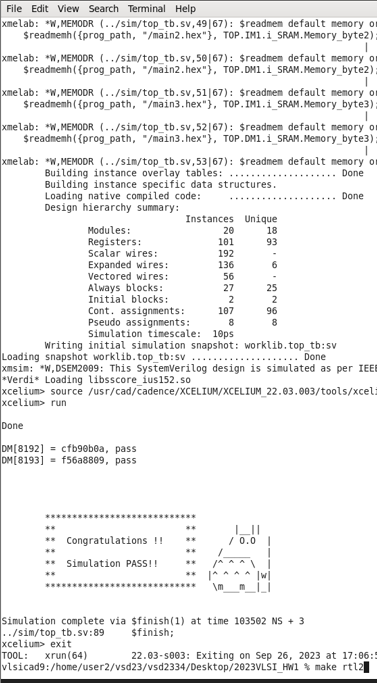 File Edit View Search Terminal Help
xmelab: *W,MEMODR (../sim/top_tb.sv,49|67): $readmem default memory or
$readmemh({prog_path, "/main2.hex"}, TOP.IM1.i_SRAM.Memory_byte2);
|
xmelab: *W,MEMODR (../sim/top_tb.sv,50|67): $readmem default memory or
$readmemh({prog_path, "/main2.hex"}, TOP.DM1.i_SRAM.Memory_byte2);
|
xmelab: *W,MEMODR (../sim/top_tb.sv,51|67): $readmem default memory or
$readmemh({prog_path, "/main3.hex"}, TOP.IM1.i_SRAM.Memory_byte3);
|
xmelab: *W,MEMODR (../sim/top_tb.sv,52|67): $readmem default memory or
$readmemh({prog_path, "/main3.hex"}, TOP.DM1.i_SRAM.Memory_byte3);
|
xmelab: *W,MEMODR (../sim/top_tb.sv,53|67): $readmem default memory or
Building instance overlay tables: .................... Done
Building instance specific data structures.
Loading native compiled code:     .................... Done
Design hierarchy summary:
Instances  Unique
Modules:                 20      18
Registers:              101      93
Scalar wires:           192       -
Expanded wires:         136       6
Vectored wires:          56       -
Always blocks:           27      25
Initial blocks:           2       2
Cont. assignments:      107      96
Pseudo assignments:       8       8
Simulation timescale:  10ps
Writing initial simulation snapshot: worklib.top_tb:sv
Loading snapshot worklib.top_tb:sv .................... Done
xmsim: *W,DSEM2009: This SystemVerilog design is simulated as per IEEE
*Verdi* Loading libsscore_ius152.so
xcelium> source /usr/cad/cadence/XCELIUM/XCELIUM_22.03.003/tools/xceli
xcelium> run
Done
DM[8192] = cfb90b0a, pass
DM[8193] = f56a8809, pass
****************************
**                        **       |__||
**  Congratulations !!    **      / O.O  |
**                        **    /_____   |
**  Simulation PASS!!     **   /^ ^ ^ \  |
**                        **  |^ ^ ^ ^ |w|
****************************   \m___m__|_|
Simulation complete via $finish(1) at time 103502 NS + 3
../sim/top_tb.sv:89     $finish;
xcelium> exit
TOOL:   xrun(64)        22.03-s003: Exiting on Sep 26, 2023 at 17:06:5
vlsicad9:/home/user2/vsd23/vsd2334/Desktop/2023VLSI_HW1 % make rtl2